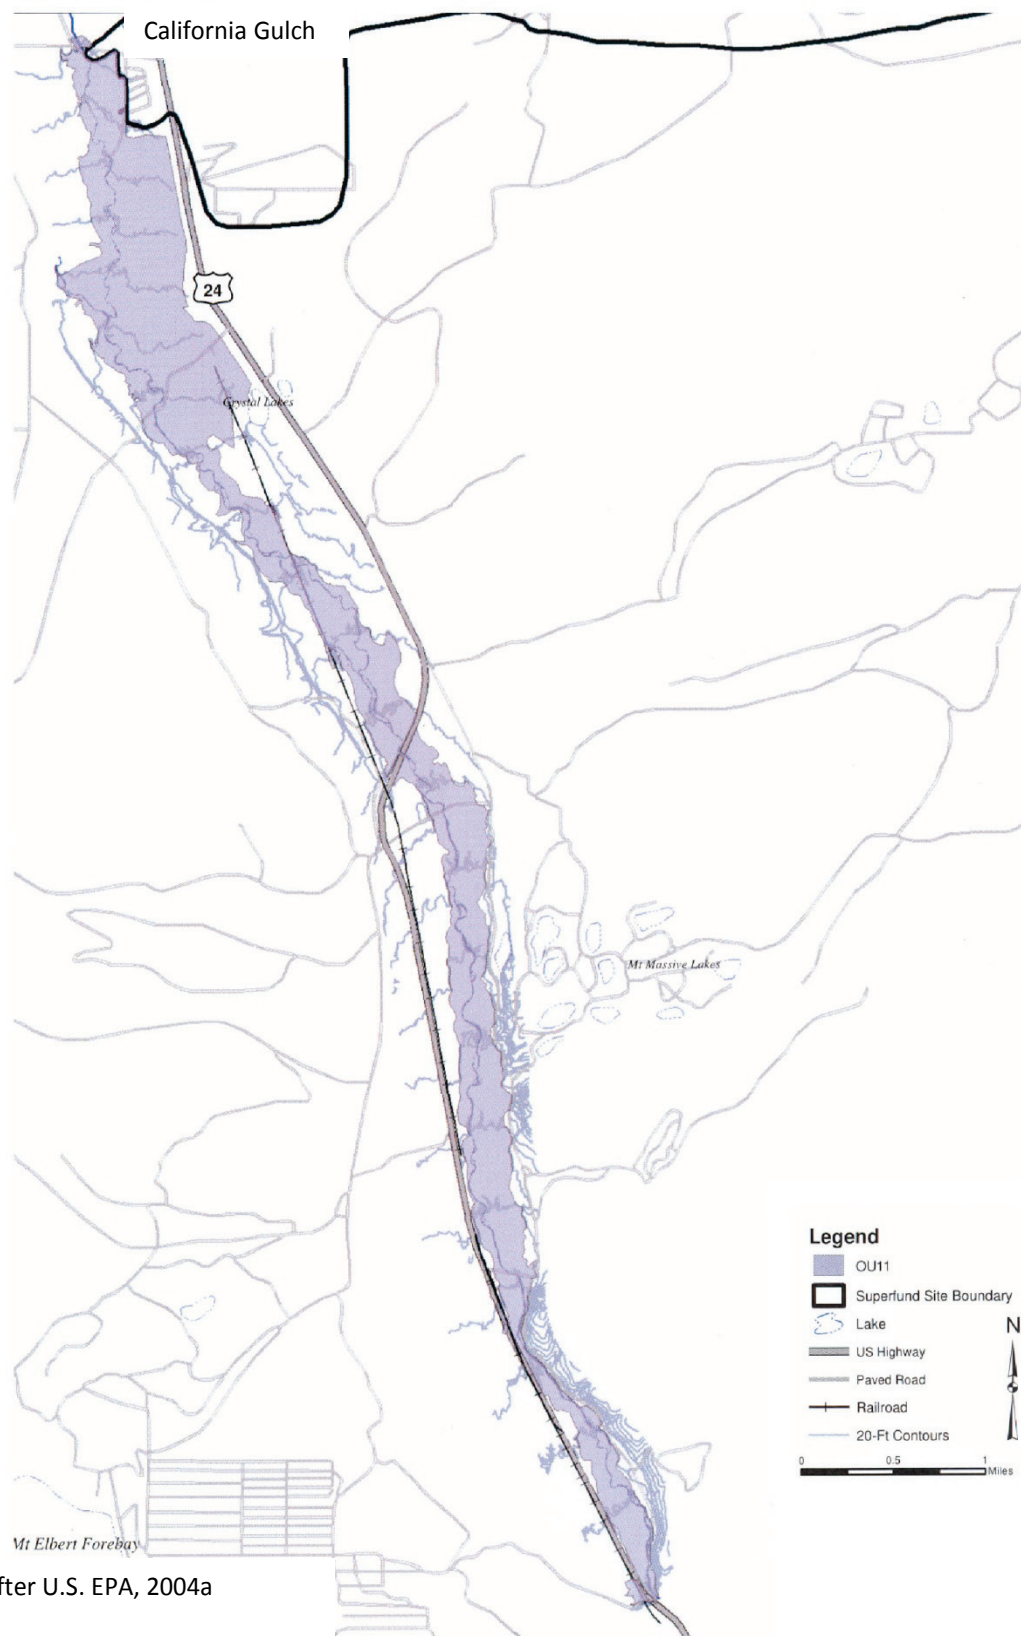 California Gulch
24
Crystal Lakes
Mt Massive Lakes
Legend
OU11
Superfund Site Boundary
Lake
US Highway
Paved Road
Railroad
20-Ft Contours
N
0 0.5 1
Miles
Mt Elbert Forebay
fter U.S. EPA, 2004a